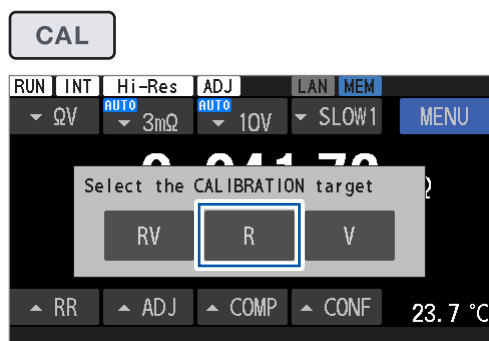 CAL
RUN INT Hi-Res ADJ LAN MEM
ΩV AUTO 3mΩ AUTO 10V SLOW1 MENU
Select the CALIBRATION target
RV R V
RR ADJ COMP CONF 23.7 °C